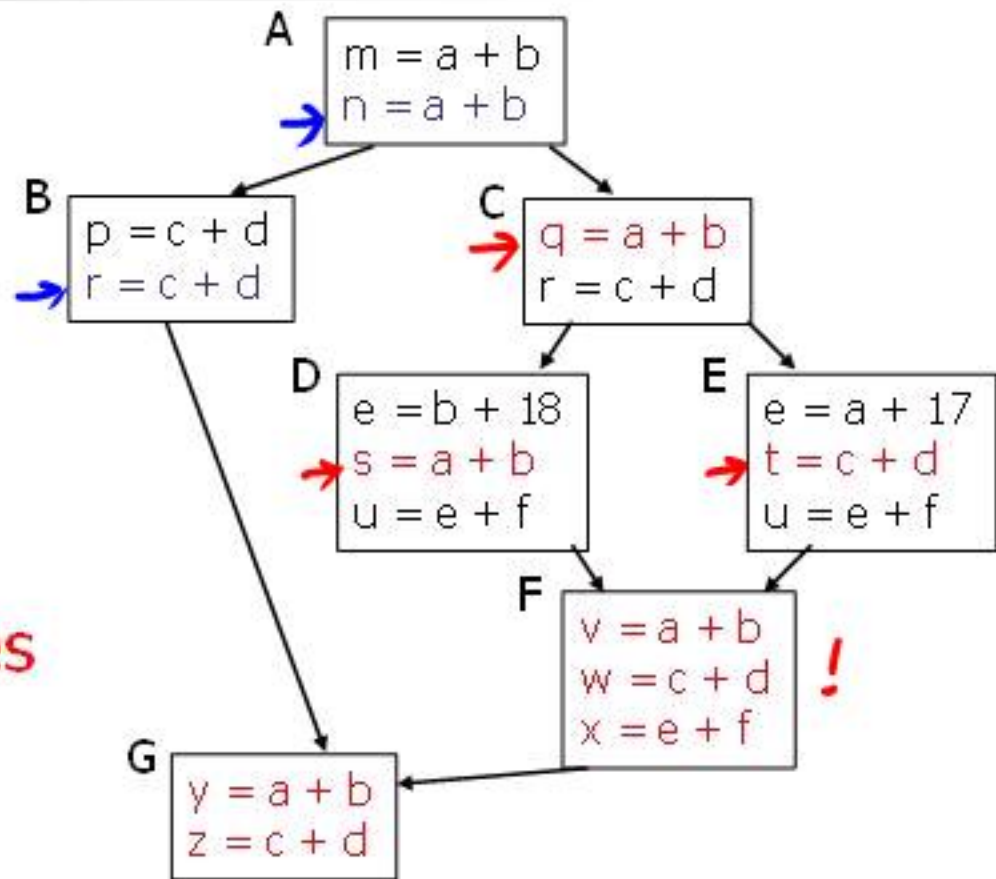 A
m = a + b
n = a + b
B
p = c + d
r = c + d
C
q = a + b
r = c + d
D
e = b + 18
s = a + b
u = e + f
E
e = a + 17
t = c + d
u = e + f
F
v = a + b
w = c + d
x = e + f
!
s
G
y = a + b
z = c + d